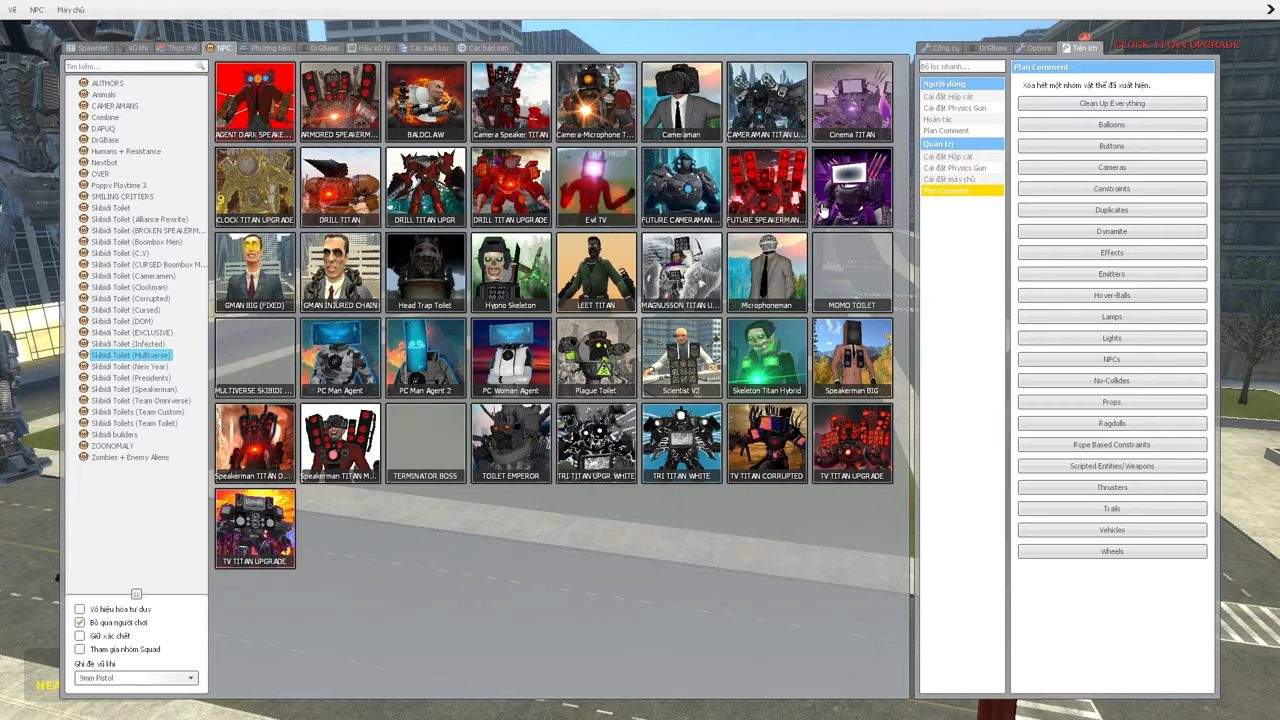 Vẽ NPC Máy chủ
Spawnlist Vũ khí Thực thể NPC Phương tiện DrGBase Hậu xử lý Các bản lưu Các bản sao
Công cụ DrGBase Options Tiện ích
CLOCK TITAN UPGRADE
Tìm kiếm...
AUTHORS
Animals
CAMERAMANS
Combine
DAFUQ
DrGBase
Humans + Resistance
Nextbot
OVER
Poppy Playtime 3
SMILING CRITTERS
Skibidi Toilet
Skibidi Toilet (Alliance Rewrite)
Skibidi Toilet (BROKEN SPEAKERM...
Skibidi Toilet (Boombox Men)
Skibidi Toilet (C.V)
Skibidi Toilet (CURSED Boombox M...
Skibidi Toilet (Cameramen)
Skibidi Toilet (Clockman)
Skibidi Toilet (Corrupted)
Skibidi Toilet (Cursed)
Skibidi Toilet (DOM)
Skibidi Toilet (EXCLUSIVE)
Skibidi Toilet (Infected)
Skibidi Toilet (Multiverse)
Skibidi Toilet (New Year)
Skibidi Toilet (Presidents)
Skibidi Toilet (Speakerman)
Skibidi Toilet (Team Omniverse)
Skibidi Toilets (Team Custom)
Skibidi Toilets (Team Toilet)
Skibidi builders
ZOONOMALY
Zombies + Enemy Aliens
Vô hiệu hóa tư duy
Bỏ qua người chơi
Giữ xác chết
Tham gia nhóm Squad
Ghi đè vũ khí
9mm Pistol
AGENT DARK SPEAKE... ARMORED SPEAKERM... BALDCLAW Camera Speaker TITAN Camera-Microphone T... Cameraman CAMERAMAN TITAN U... Cinema TITAN
CLOCK TITAN UPGRADE DRILL TITAN DRILL TITAN UPGR DRILL TITAN UPGRADE Evil TV FUTURE CAMERAMAN... FUTURE SPEAKERMAN...
GMAN BIG (FIXED) GMAN INJURED CHAIN Head Trap Toilet Hypno Skeleton LEET TITAN MAGNUSSON TITAN U... Microphoneman MOMO TOILET
MULTIVERSE SKIBIDI ... PC Man Agent PC Man Agent 2 PC Woman Agent Plague Toilet Scientist V2 Skeleton Titan Hybrid Speakerman BIG
Speakerman TITAN D... Speakerman TITAN M... TERMINATOR BOSS TOILET EMPEROR TRI TITAN UPGR WHITE TRI TITAN WHITE TV TITAN CORRUPTED TV TITAN UPGRADE
TV TITAN UPGRADE
Bộ lọc nhanh...
Người dùng
Cài đặt Hộp cát
Cài đặt Physics Gun
Hoàn tác
Plan Comment
Quản trị
Cài đặt Hộp cát
Cài đặt Physics Gun
Cài đặt máy chủ
Plan Comment
Plan Comment
Xóa hết một nhóm vật thể đã xuất hiện.
Clean Up Everything
Balloons
Buttons
Cameras
Constraints
Duplicates
Dynamite
Effects
Emitters
Hover-Balls
Lamps
Lights
NPCs
No-Collides
Props
Ragdolls
Rope Based Constraints
Scripted Entities/Weapons
Thrusters
Trails
Vehicles
Wheels